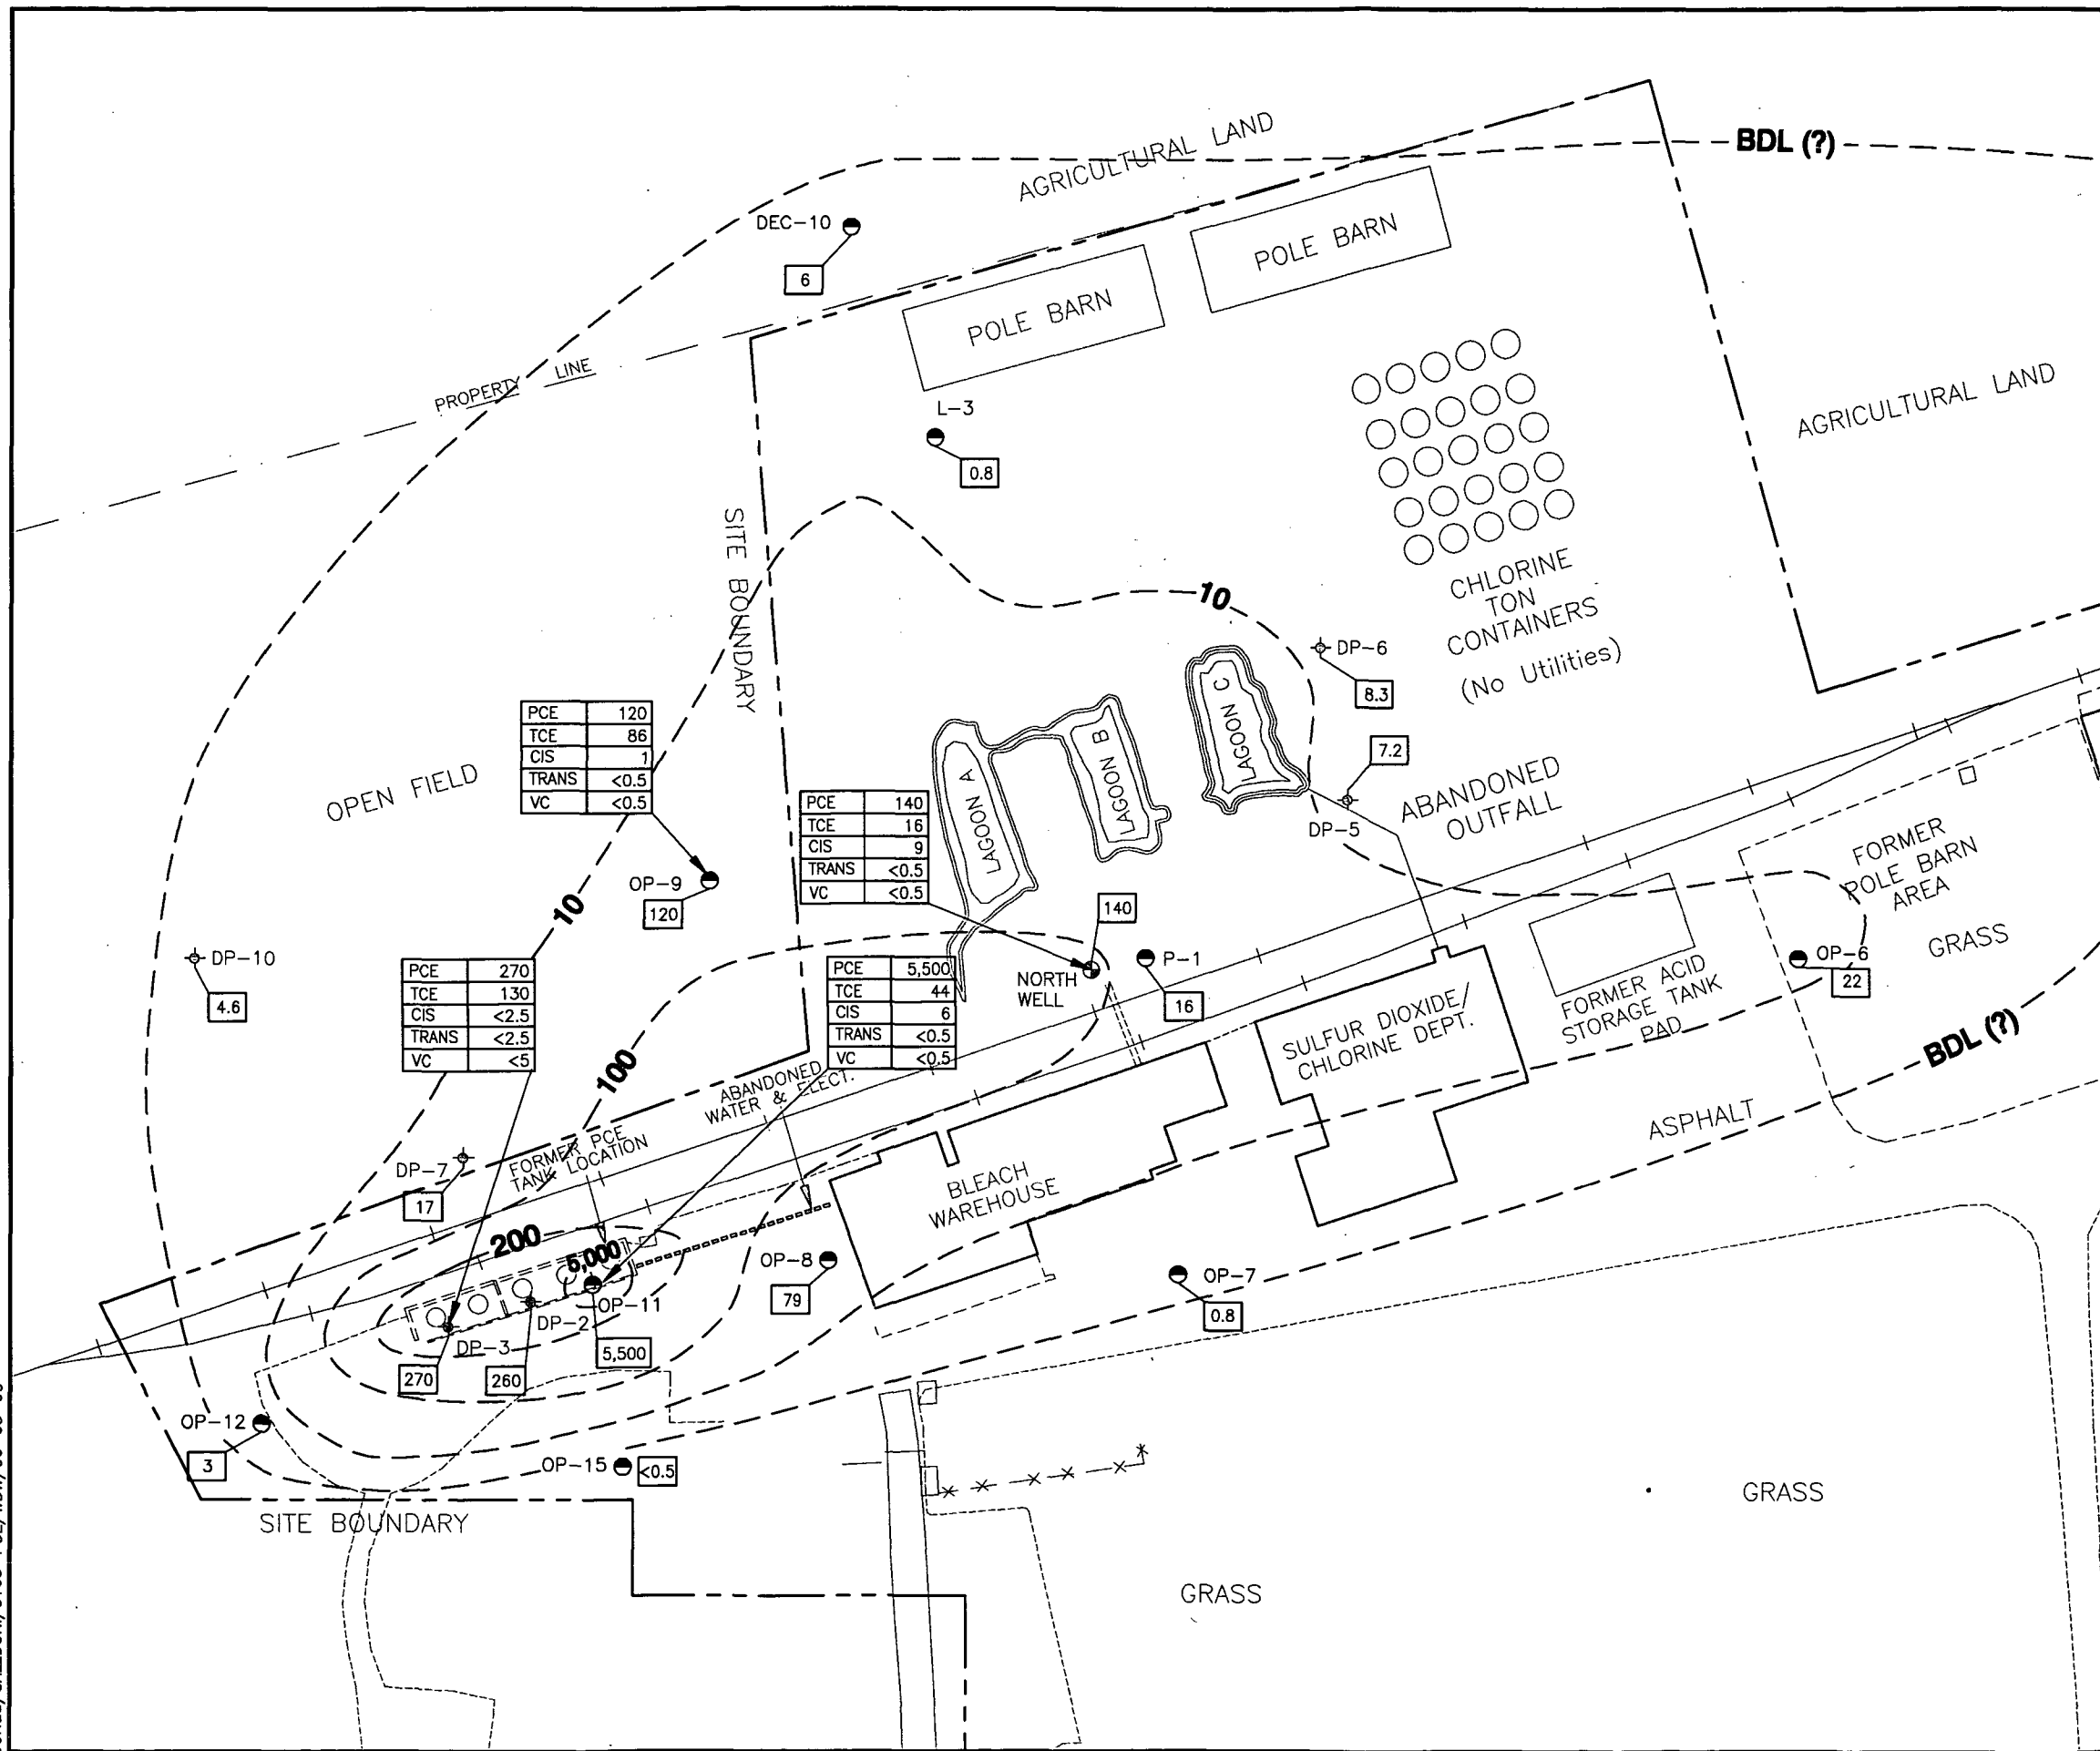 BDL (?)
AGRICULTURAL LAND
DEC-10
6
POLE BARN
POLE BARN
PROPERTY LINE
L-3
0.8
AGRICULTURAL LAND
SITE BOUNDARY
CHLORINE
TON
CONTAINERS
(No Utilities)
10
DP-6
8.3
LAGOON C
LAGOON B
LAGOON A
7.2
DP-5
ABANDONED
OUTFALL
OPEN FIELD
PCE 120
TCE 86
CIS 1
TRANS <0.5
VC <0.5
OP-9
120
10
PCE 140
TCE 16
CIS 9
TRANS <0.5
VC <0.5
140
NORTH
WELL
P-1
16
FORMER
POLE BARN
AREA
GRASS
OP-6
22
DP-10
4.6
PCE 270
TCE 130
CIS <2.5
TRANS <2.5
VC <5
PCE 5,500
TCE 44
CIS 6
TRANS <0.5
VC <0.5
100
ABANDONED
WATER & ELECT.
SULFUR DIOXIDE/
CHLORINE DEPT.
FORMER ACID
STORAGE TANK
PAD
BDL (?)
ASPHALT
DP-7
17
FORMER PCE
TANK LOCATION
BLEACH
WAREHOUSE
200
5,000
OP-8
79
OP-7
0.8
OP-11
DP-2
DP-3
5,500
270
260
OP-12
3
OP-15
<0.5
SITE BOUNDARY
GRASS
GRASS